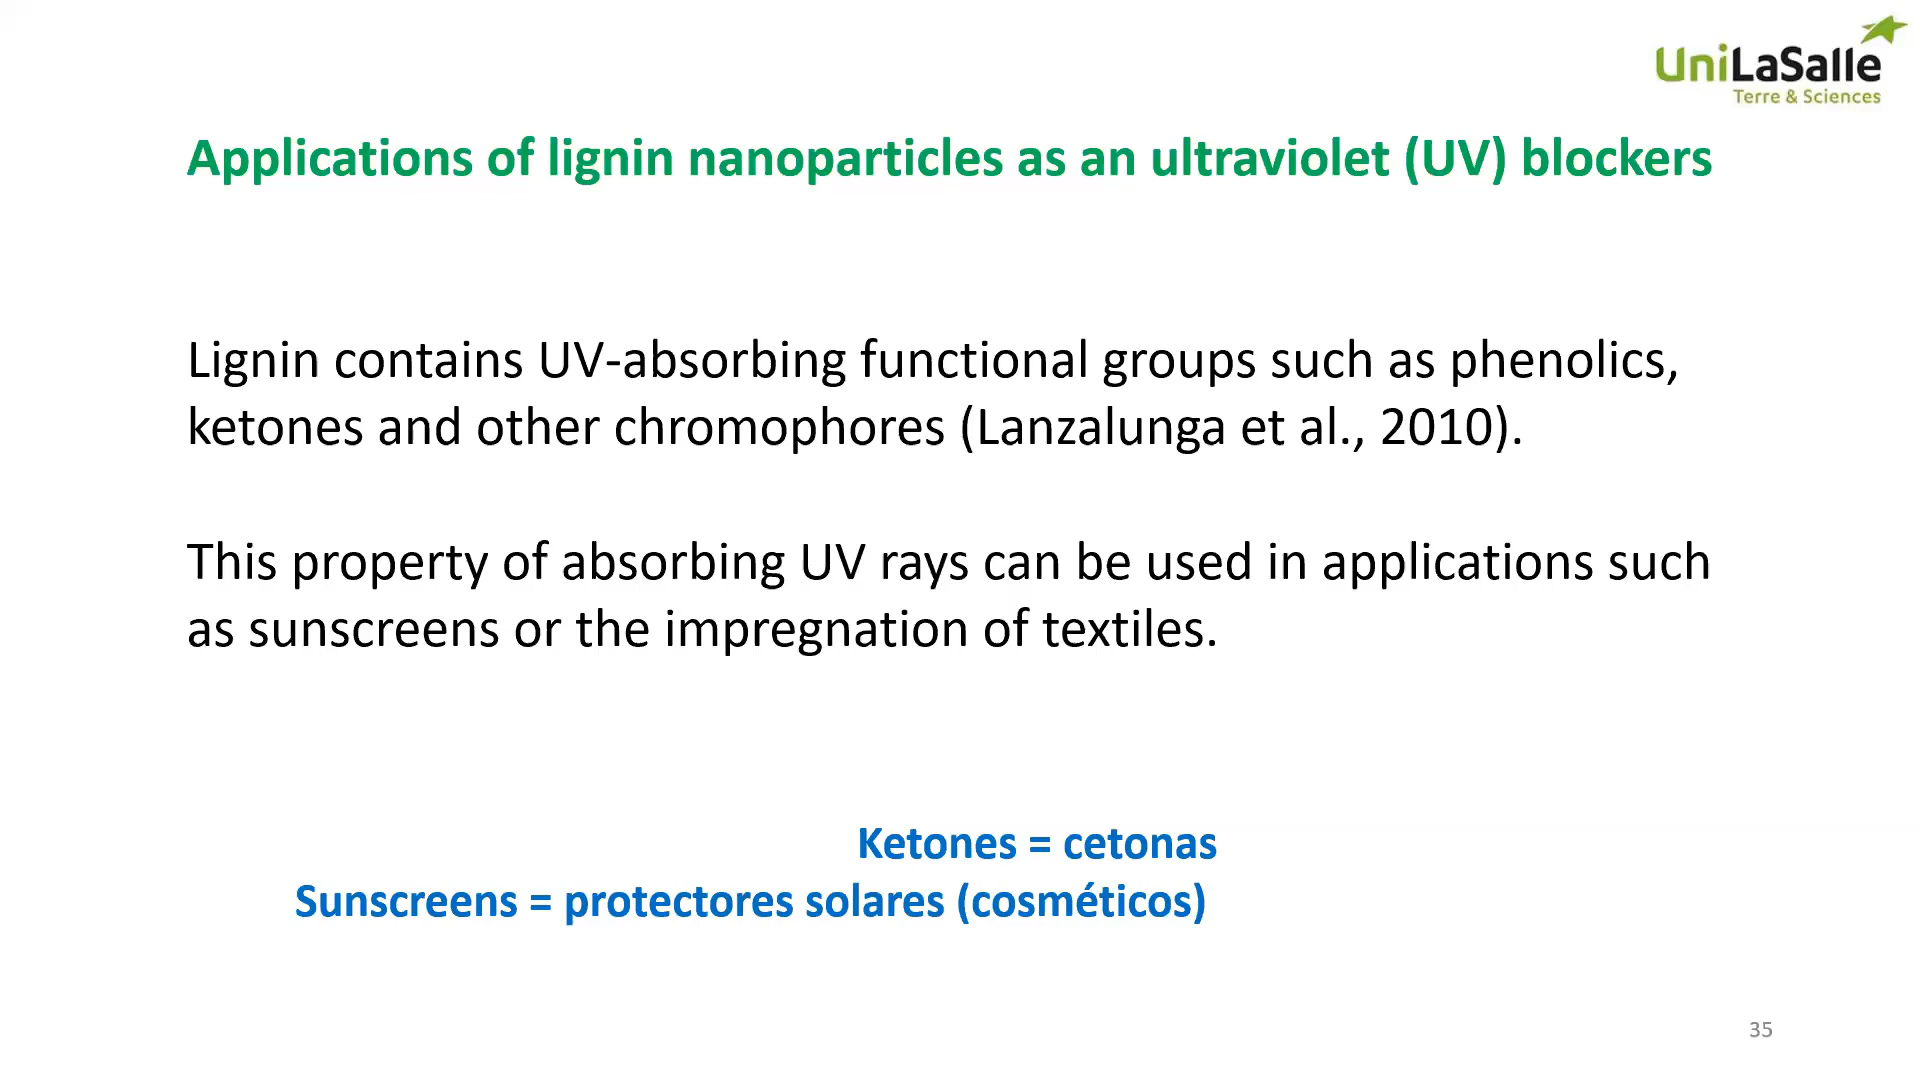 UniLaSalle
Terre & Sciences
Applications of lignin nanoparticles as an ultraviolet (UV) blockers
Lignin contains UV-absorbing functional groups such as phenolics,
ketones and other chromophores (Lanzalunga et al., 2010).
This property of absorbing UV rays can be used in applications such
as sunscreens or the impregnation of textiles.
Ketones = cetonas
Sunscreens = protectores solares (cosméticos)
35